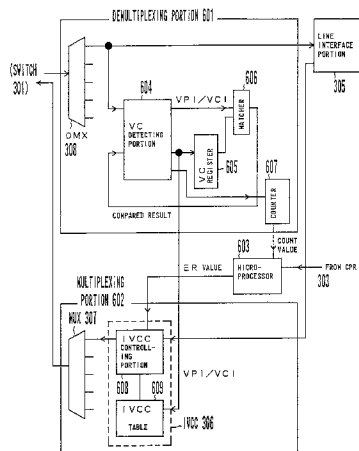 DEMULTIPLEXING PORTION 601
LINE
INTERFACE
PORTION
305
(SWITCH
301)
DMX
308
604
VC
DETECTING
PORTION
VPI/VCI
606
MATCHER
VC
REGISTER
605
607
COUNTER
COMPARED RESULT
COUNT
VALUE
603
MICRO-
PROCESSOR
FROM CPR
303
ER VALUE
MULTIPLEXING
PORTION 602
MUX 307
IVCC
CONTROLL-
ING
PORTION
608
609
VPI/VCI
IVCC
TABLE
IVCC 306